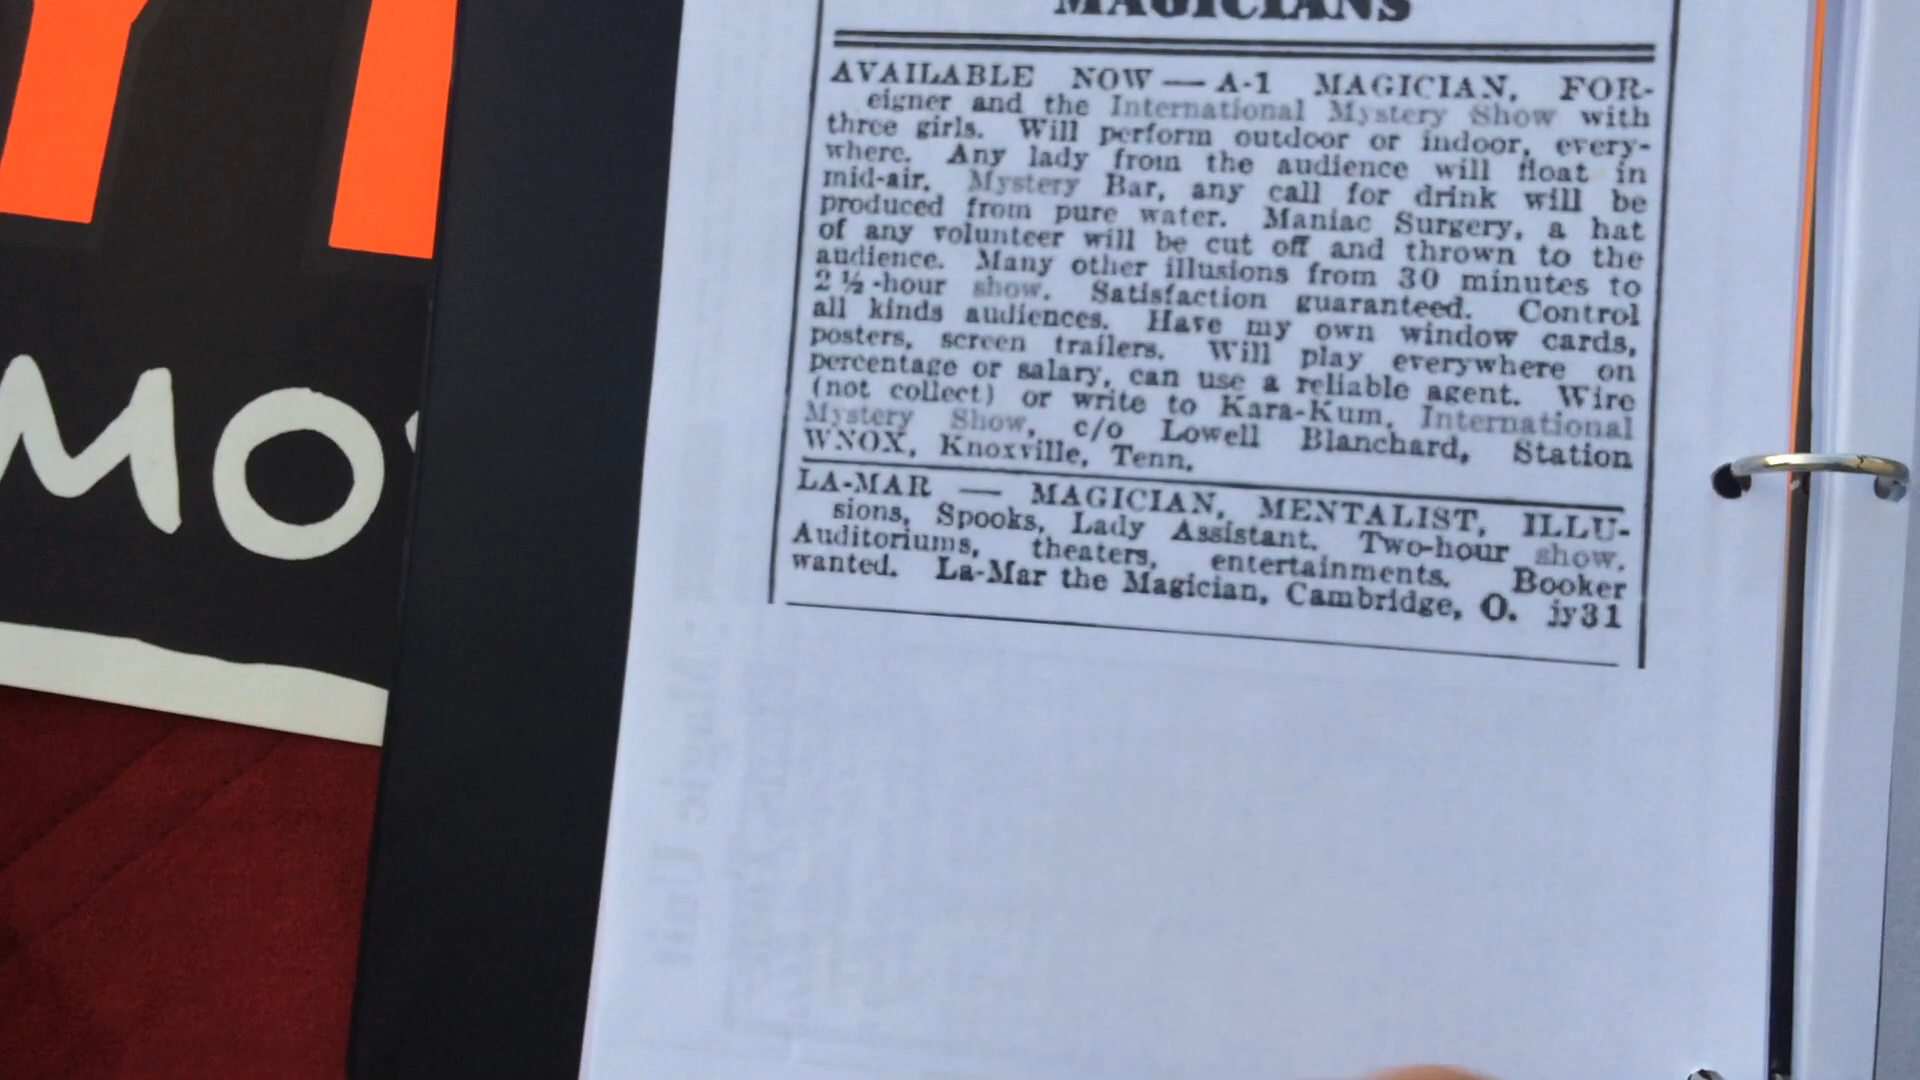 MAGICIANS
AVAILABLE NOW — A-1 MAGICIAN, FOR-
eigner and the International Mystery Show with
three girls. Will perform outdoor or indoor, every-
where. Any lady from the audience will float in
mid-air. Mystery Bar, any call for drink will be
produced from pure water. Maniac Surgery, a hat
of any volunteer will be cut off and thrown to the
audience. Many other illusions from 30 minutes to
2½-hour show. Satisfaction guaranteed. Control
all kinds audiences. Have my own window cards,
posters, screen trailers. Will play everywhere on
percentage or salary, can use a reliable agent. Wire
(not collect) or write to Kara-Kum, International
Mystery Show, c/o Lowell Blanchard, Station
WNOX, Knoxville, Tenn.
LA-MAR — MAGICIAN, MENTALIST, ILLU-
sions, Spooks, Lady Assistant. Two-hour show.
Auditoriums, theaters, entertainments. Booker
wanted. La-Mar the Magician, Cambridge, O. jy31
MO